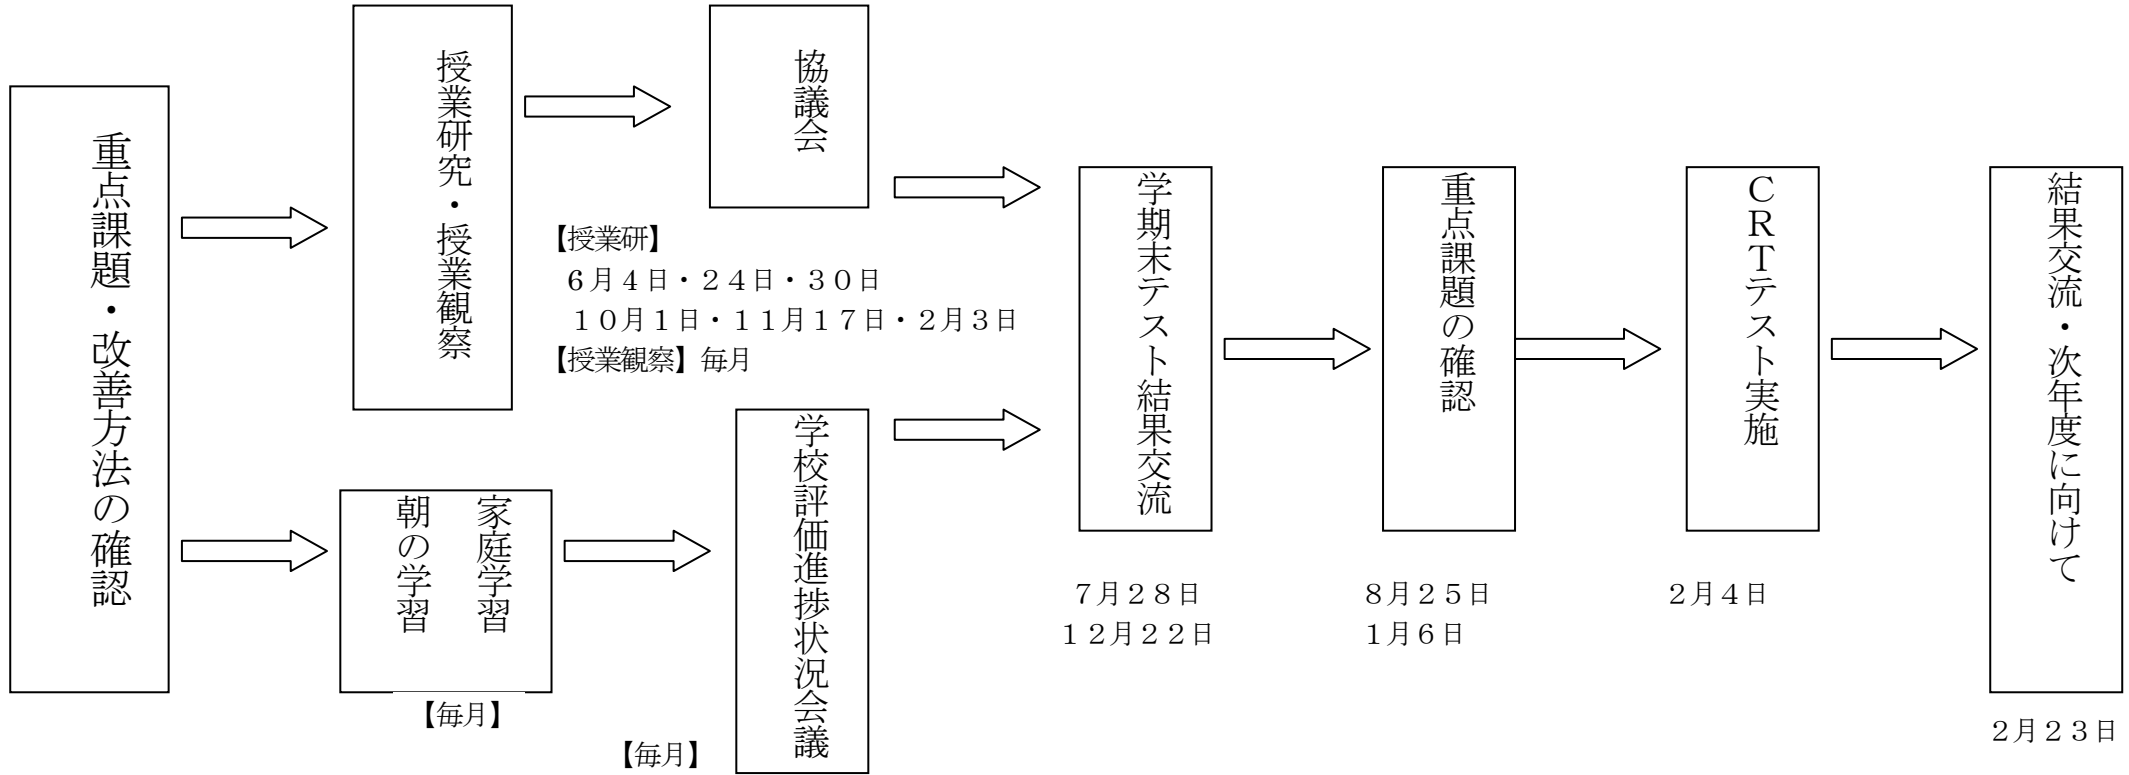 重点課題・改善方法の確認
授業研究・授業観察
協議会
【授業研】
６月４日・２４日・３０日
１０月１日・１１月１７日・２月３日
【授業観察】毎月
家庭学習
朝の学習
【毎月】
学校評価進捗状況会議
【毎月】
学期末テスト結果交流
７月２８日
１２月２２日
重点課題の確認
８月２５日
１月６日
ＣＲＴテスト実施
２月４日
結果交流・次年度に向けて
２月２３日